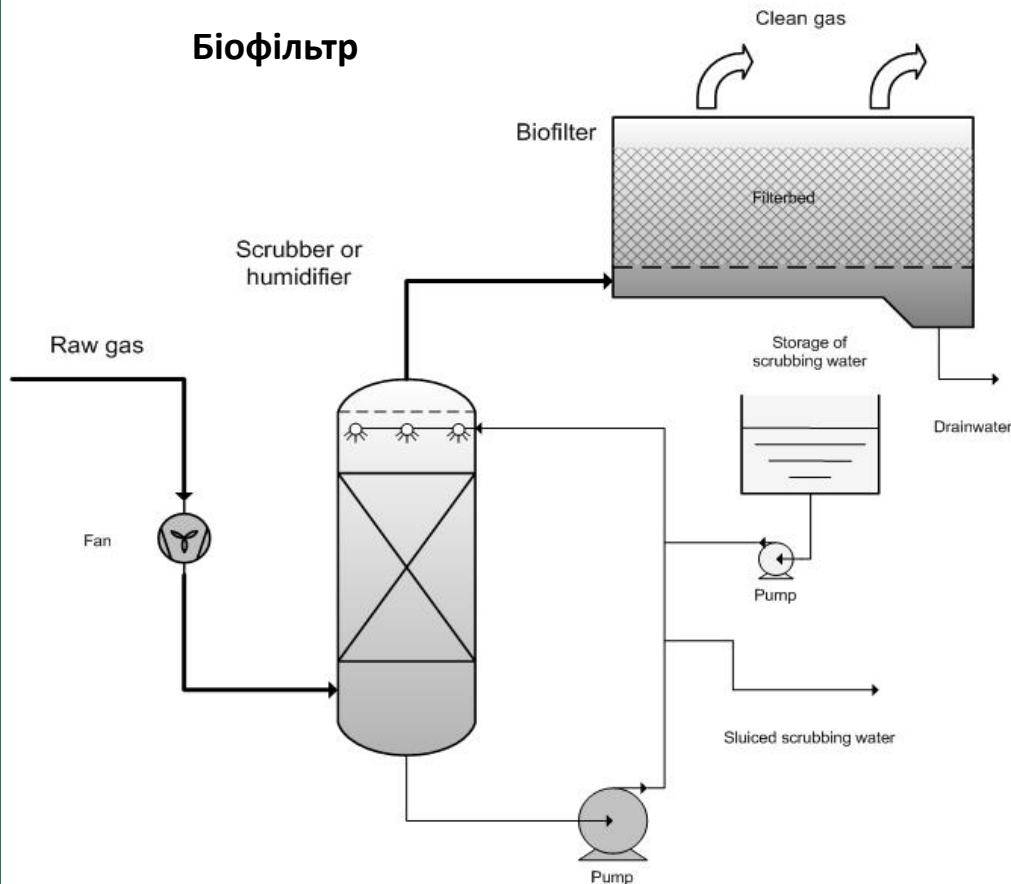 Біофільтр
Clean gas
Biofilter
Filterbed
Scrubber or
humidifier
Raw gas
Storage of
scrubbing water
Drainwater
Fan
Pump
Sluiced scrubbing water
Pump